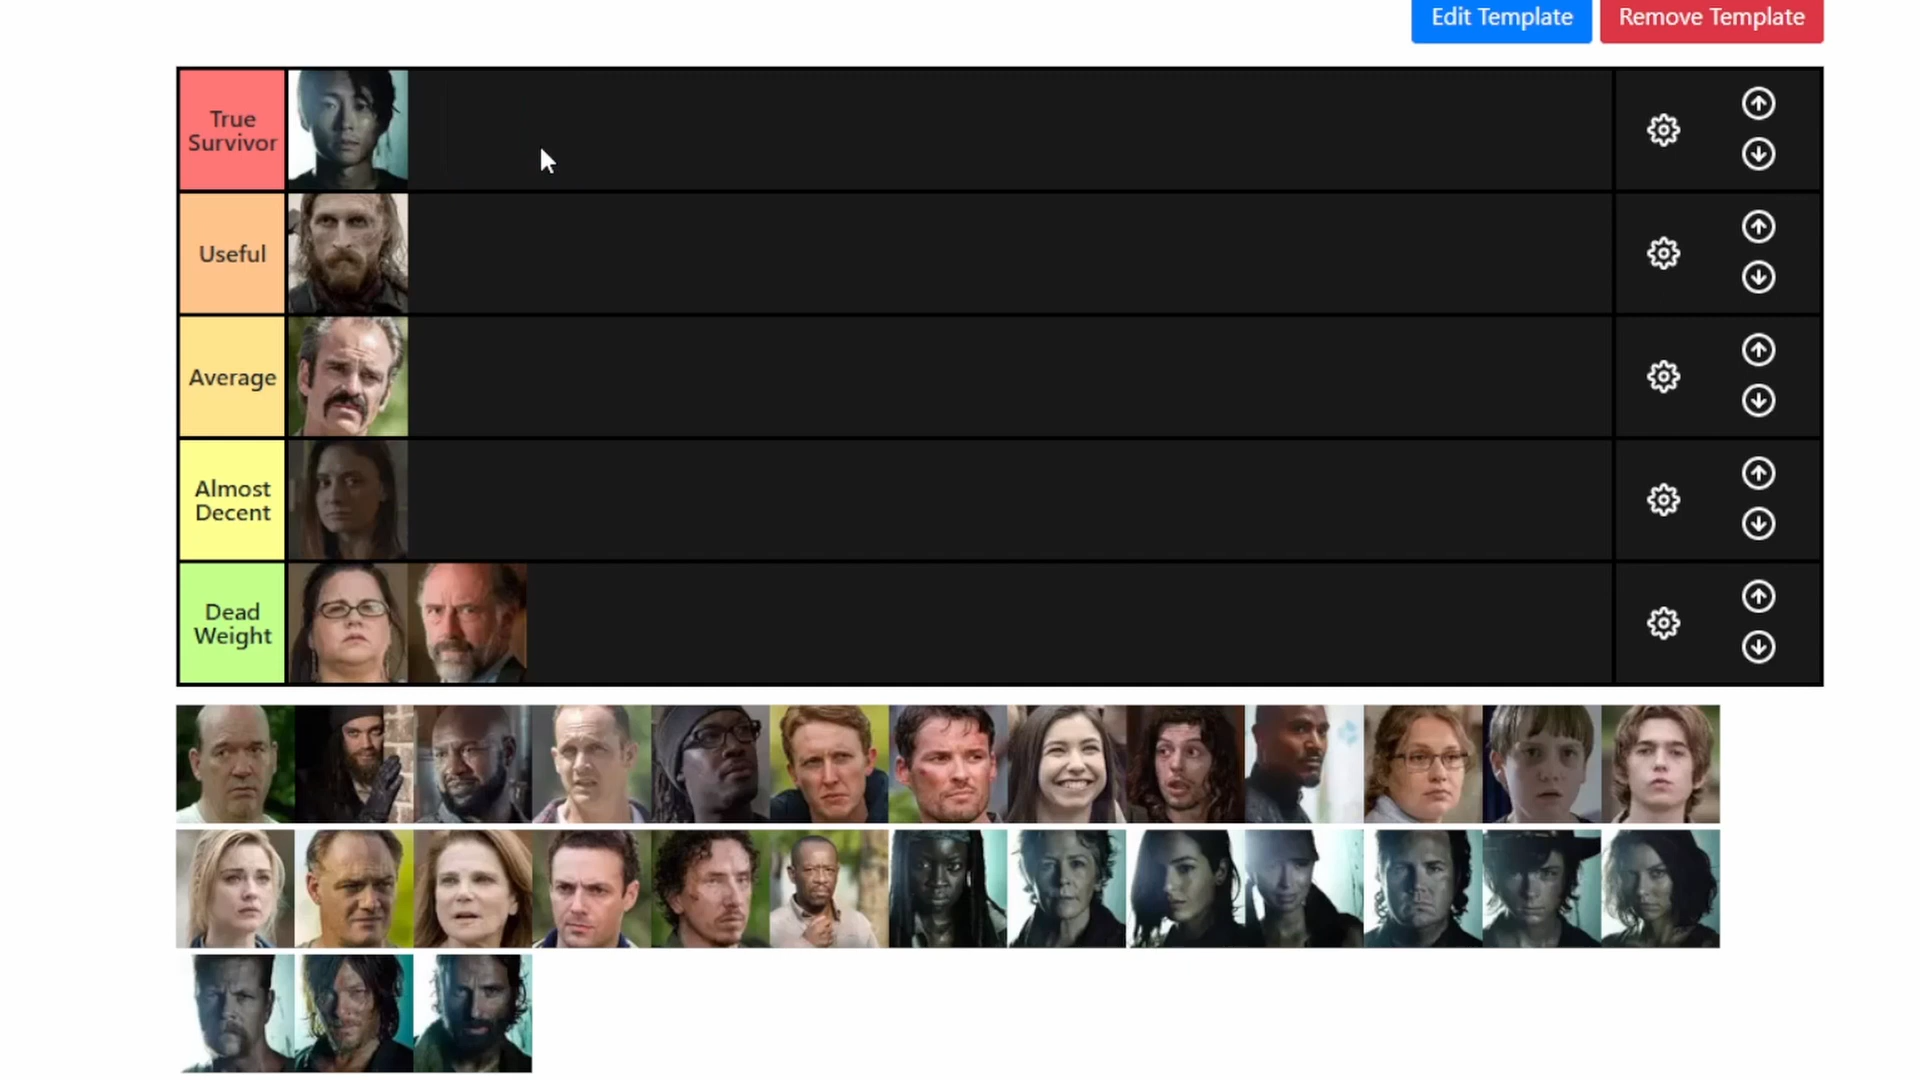 Edit Template
Remove Template
True
Survivor
Useful
Average
Almost
Decent
Dead
Weight